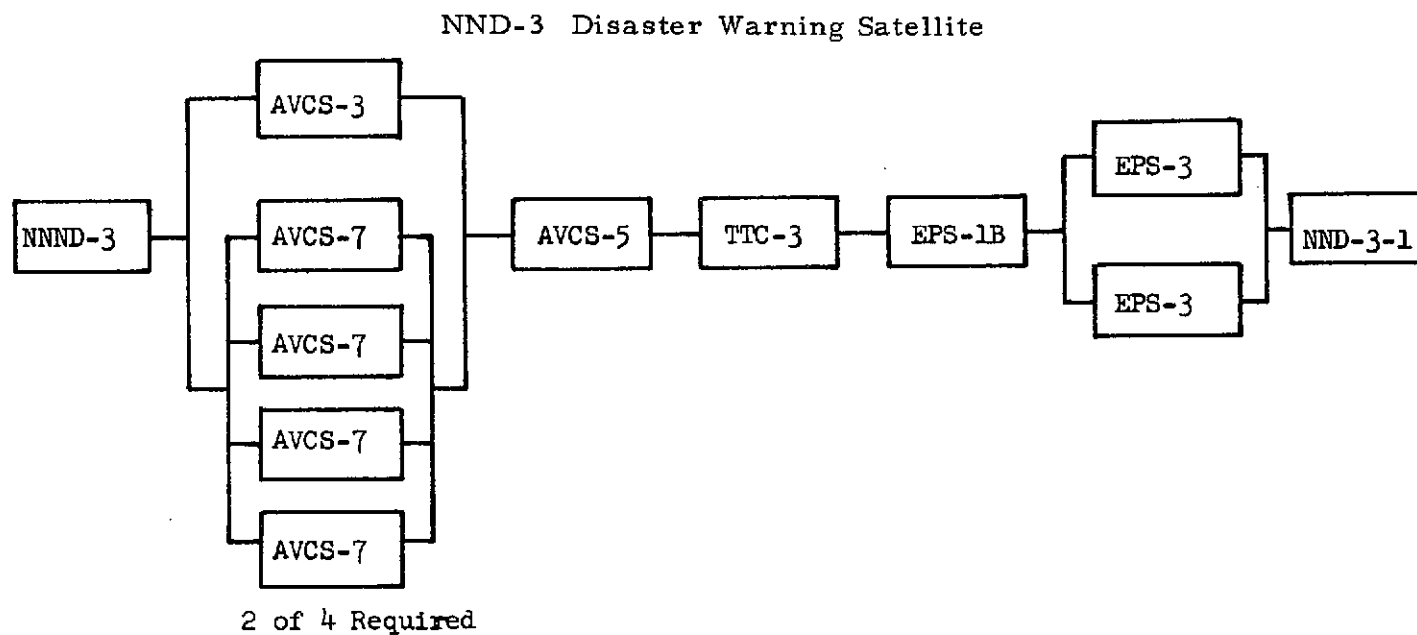 NND-3 Disaster Warning Satellite
AVCS-3
EPS-3
NNND-3
AVCS-7
AVCS-5
TTC-3
EPS-1B
NND-3-1
EPS-3
AVCS-7
AVCS-7
AVCS-7
2 of 4 Required